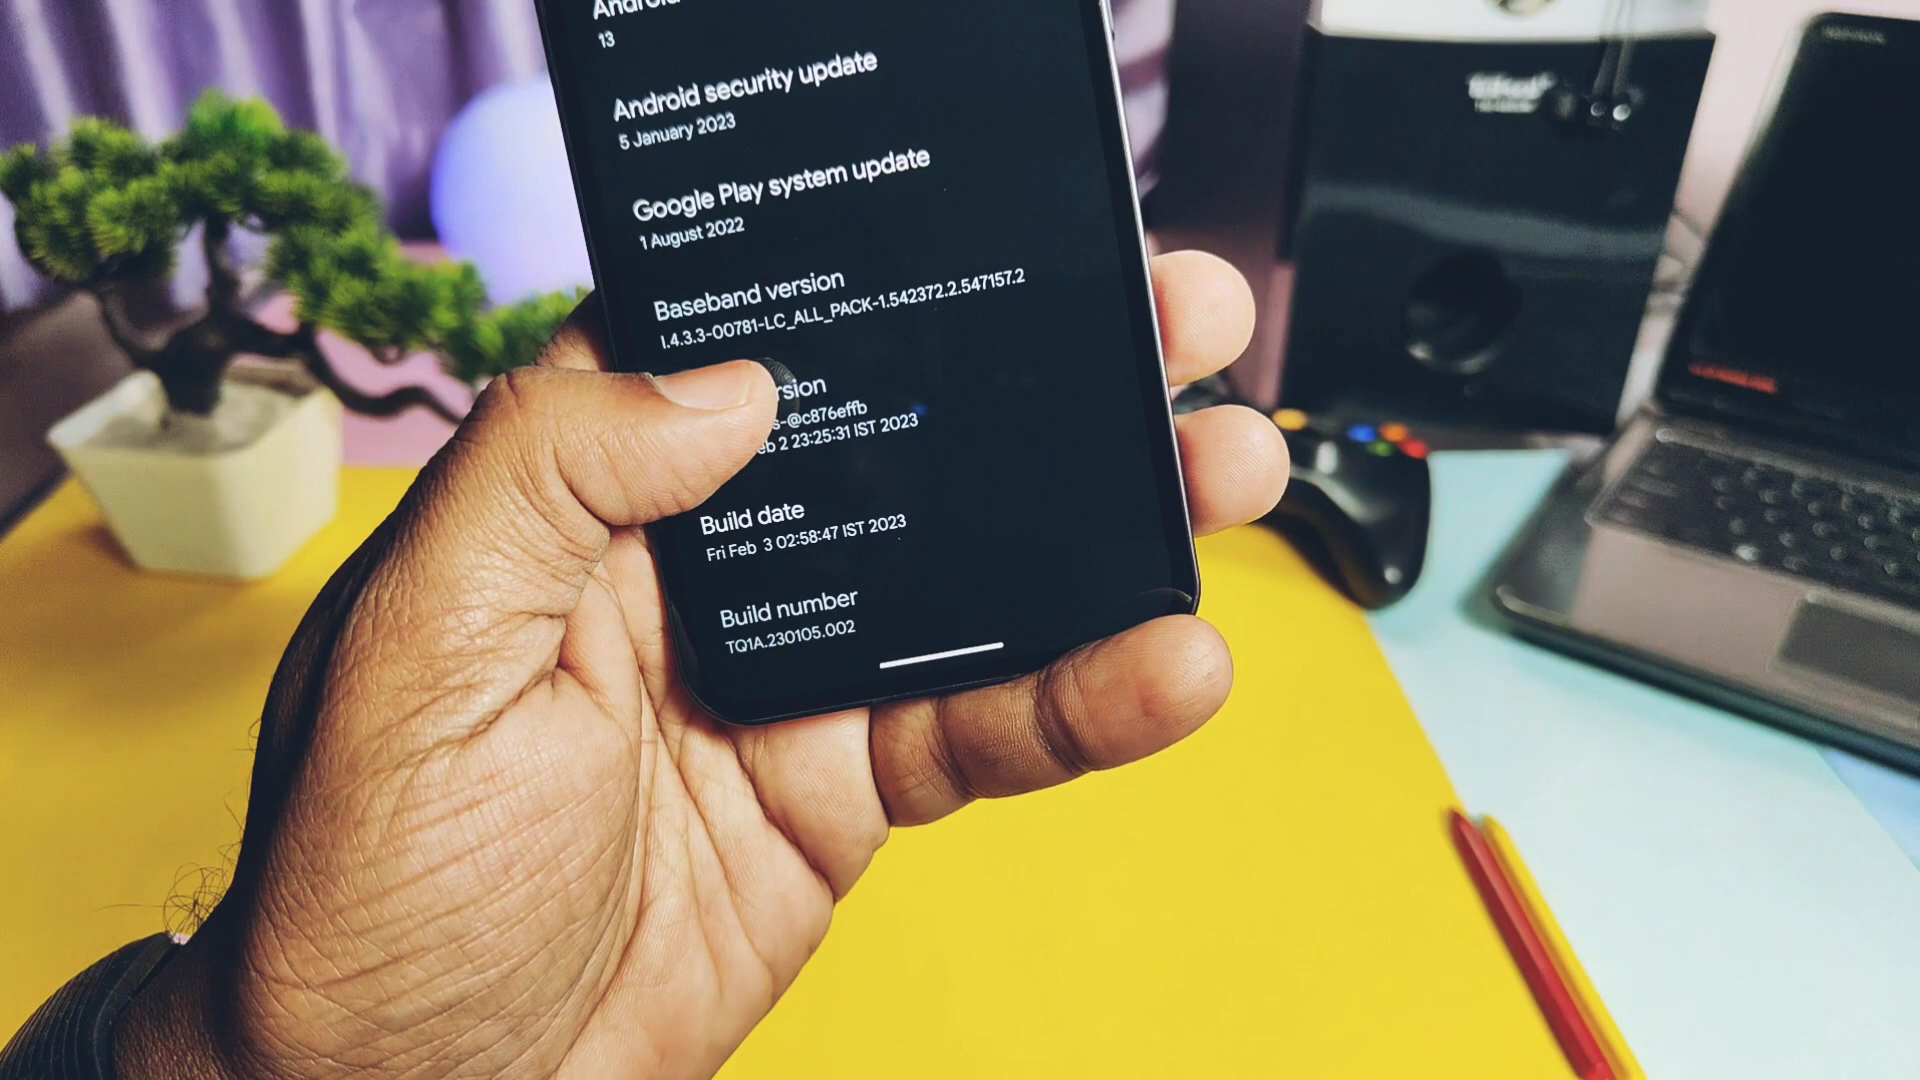 Android
13
Android security update
5 January 2023
Google Play system update
1 August 2022
Baseband version
I.4.3.3-00781-LC_ALL_PACK-1.542372.2.547157.2
rsion
s-@c876effb
eb 2 23:25:31 IST 2023
Build date
Fri Feb 3 02:58:47 IST 2023
Build number
TQ1A.230105.002